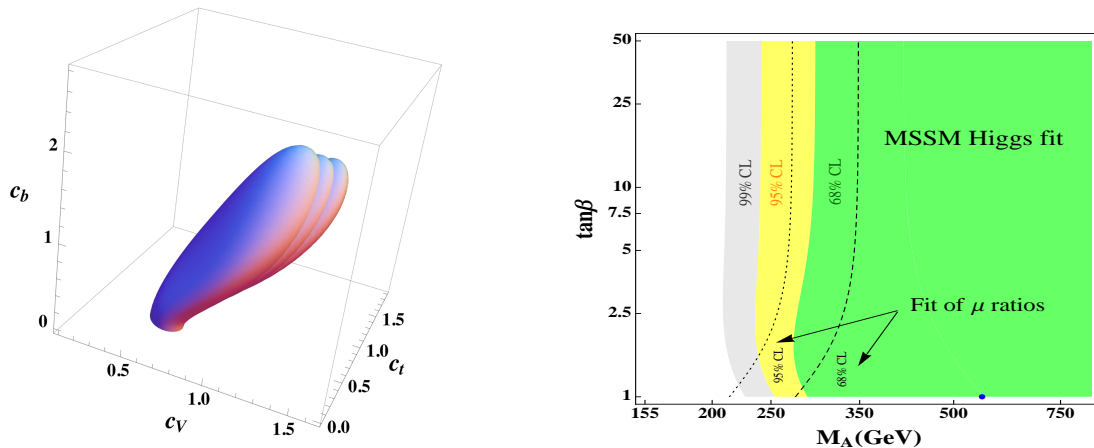 2
c_b
1
0
0.5
1.0
1.5
c_V
0.0
0.5
1.0
1.5
c_t
50
25
10
7.5
5
2.5
1
tanβ
99% CL
95% CL
68% CL
MSSM Higgs fit
Fit of μ ratios
95% CL
68% CL
155
200
250
350
500
750
M_A(GeV)